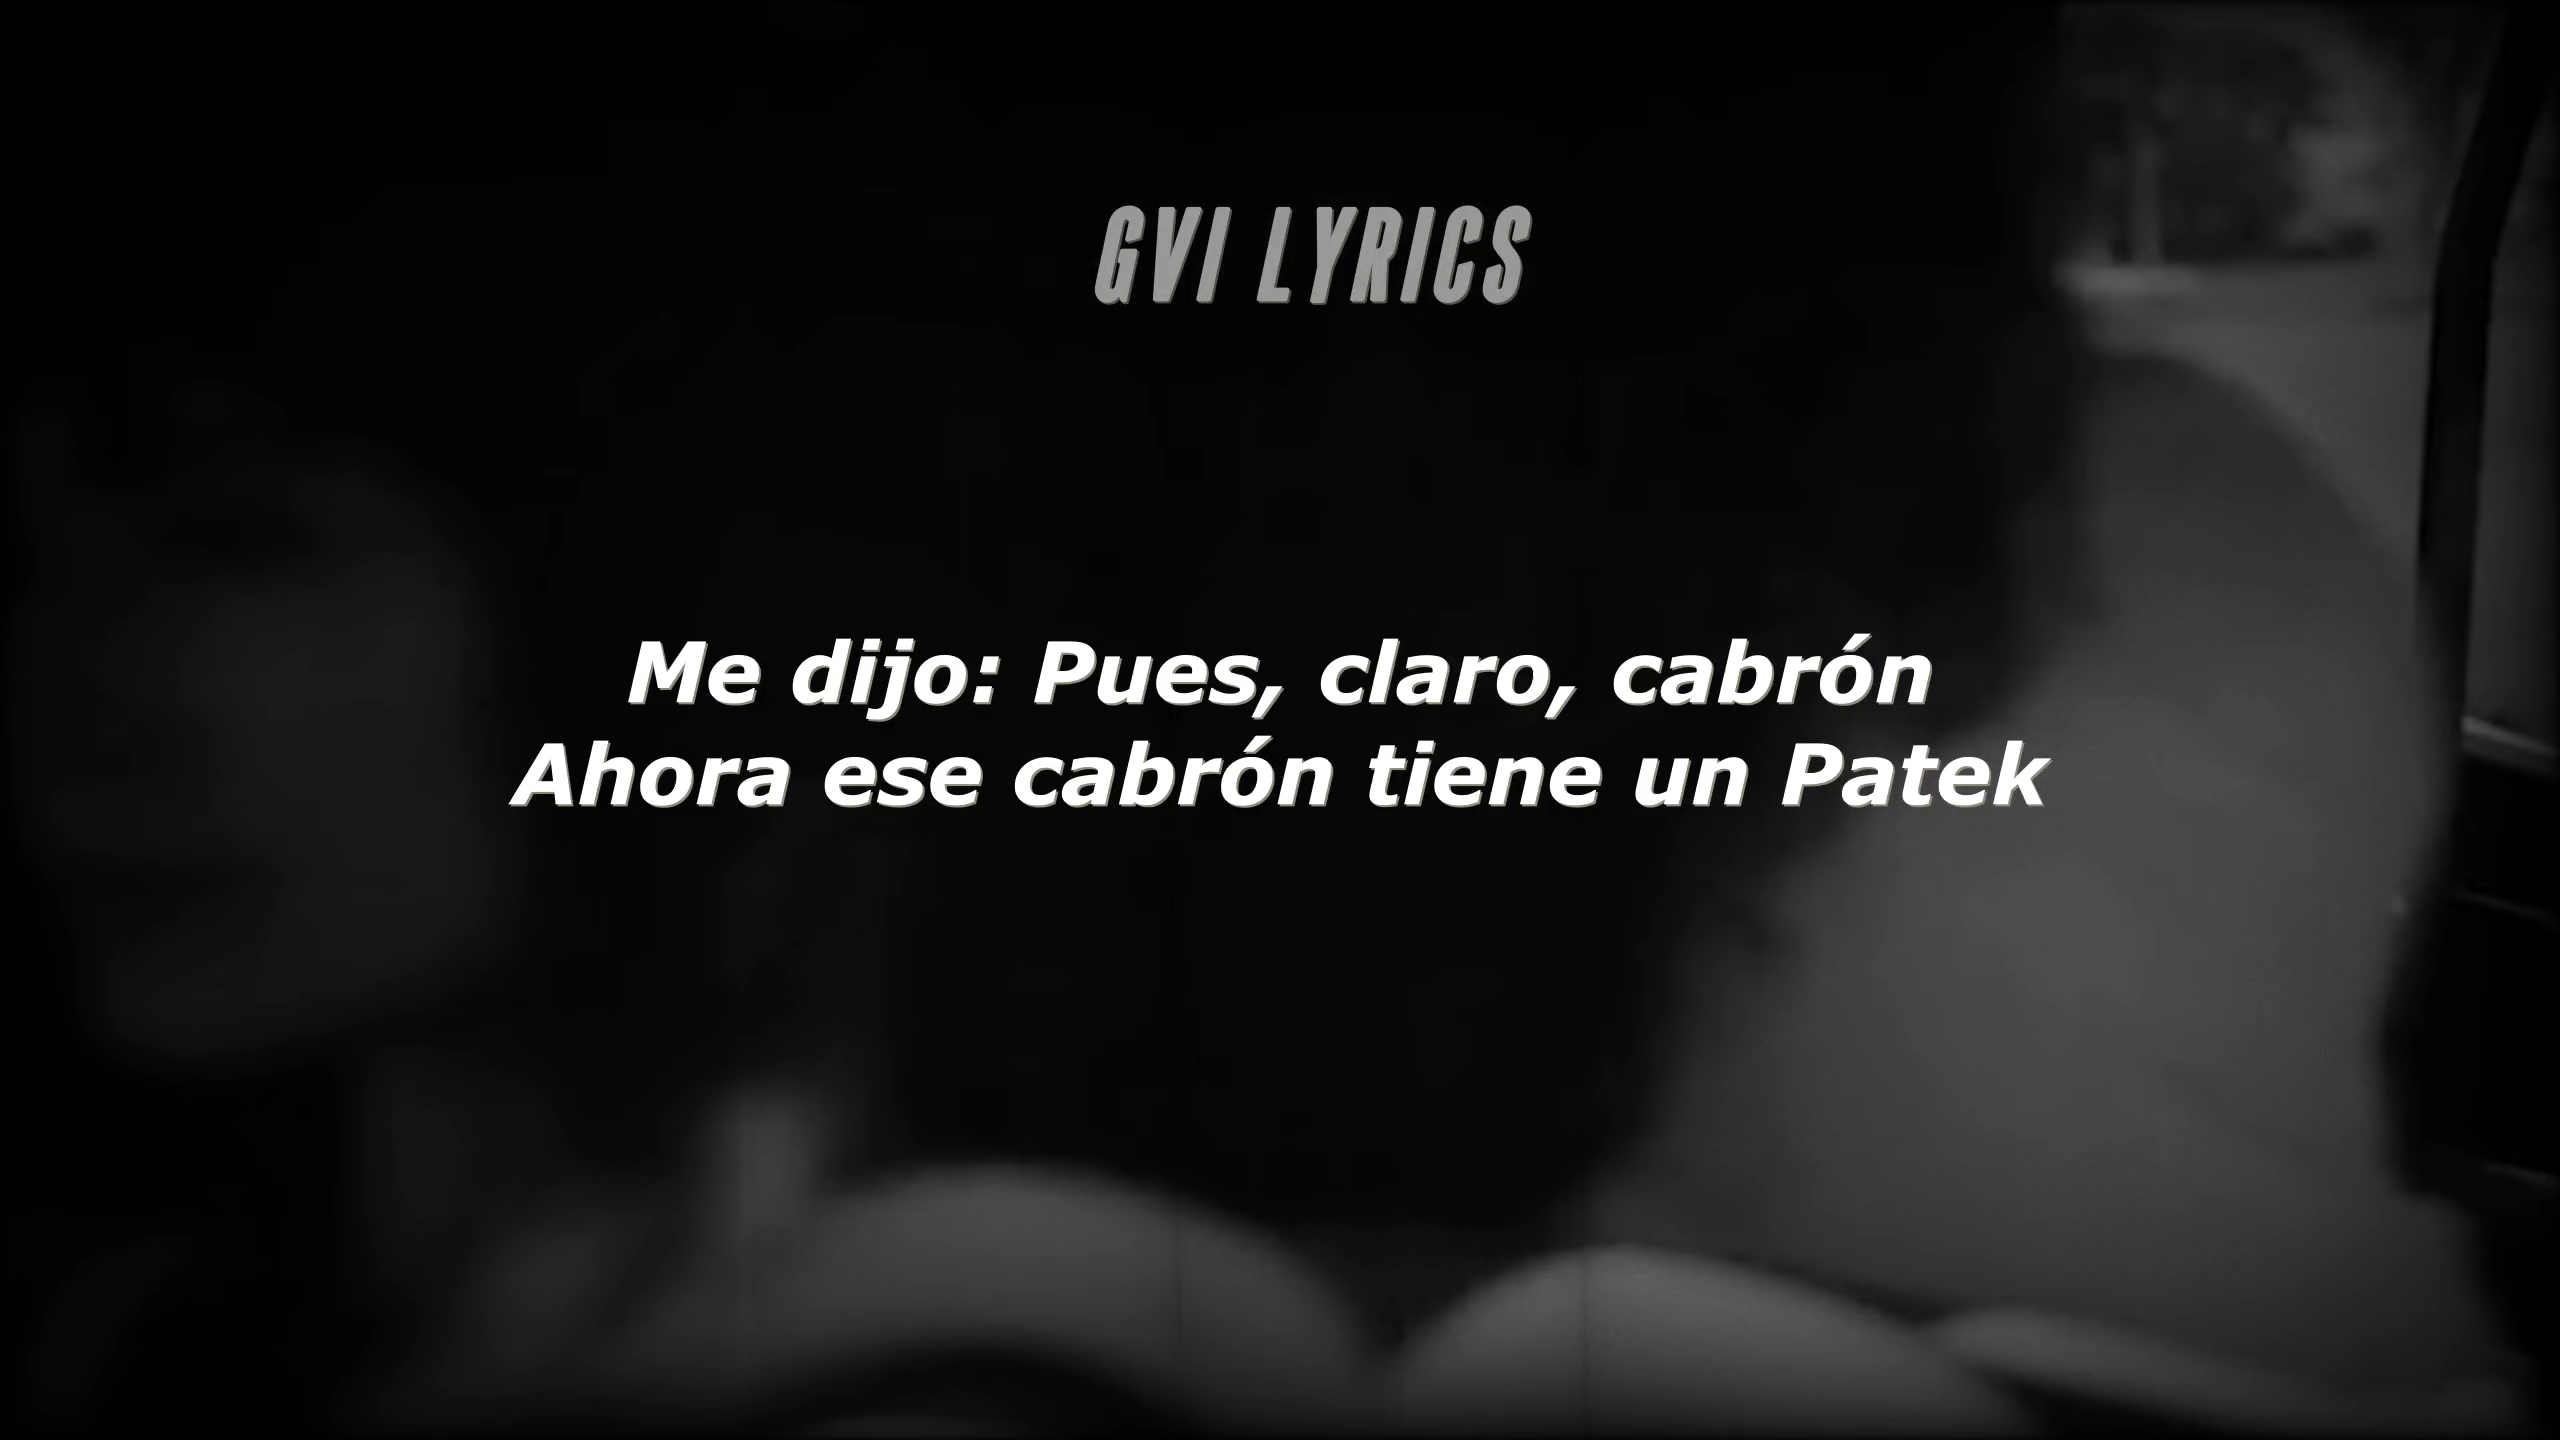 GVI LYRICS
Me dijo: Pues, claro, cabrón
Ahora ese cabrón tiene un Patek